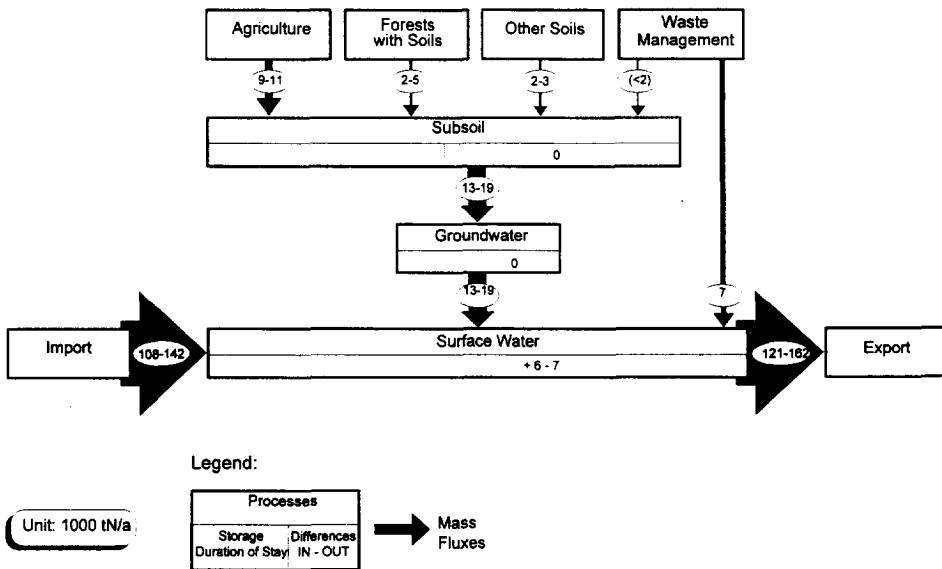 Agriculture
Forests
with Soils
Other Soils
Waste
Management
9-11
2-5
2-3
(<2)
Subsoil
0
13-19
Groundwater
0
13-19
7
Import
108-142
Surface Water
+ 6 - 7
121-162
Export
Legend:
Unit: 1000 tN/a
Processes
Storage
Duration of Stay
Differences
IN - OUT
Mass
Fluxes